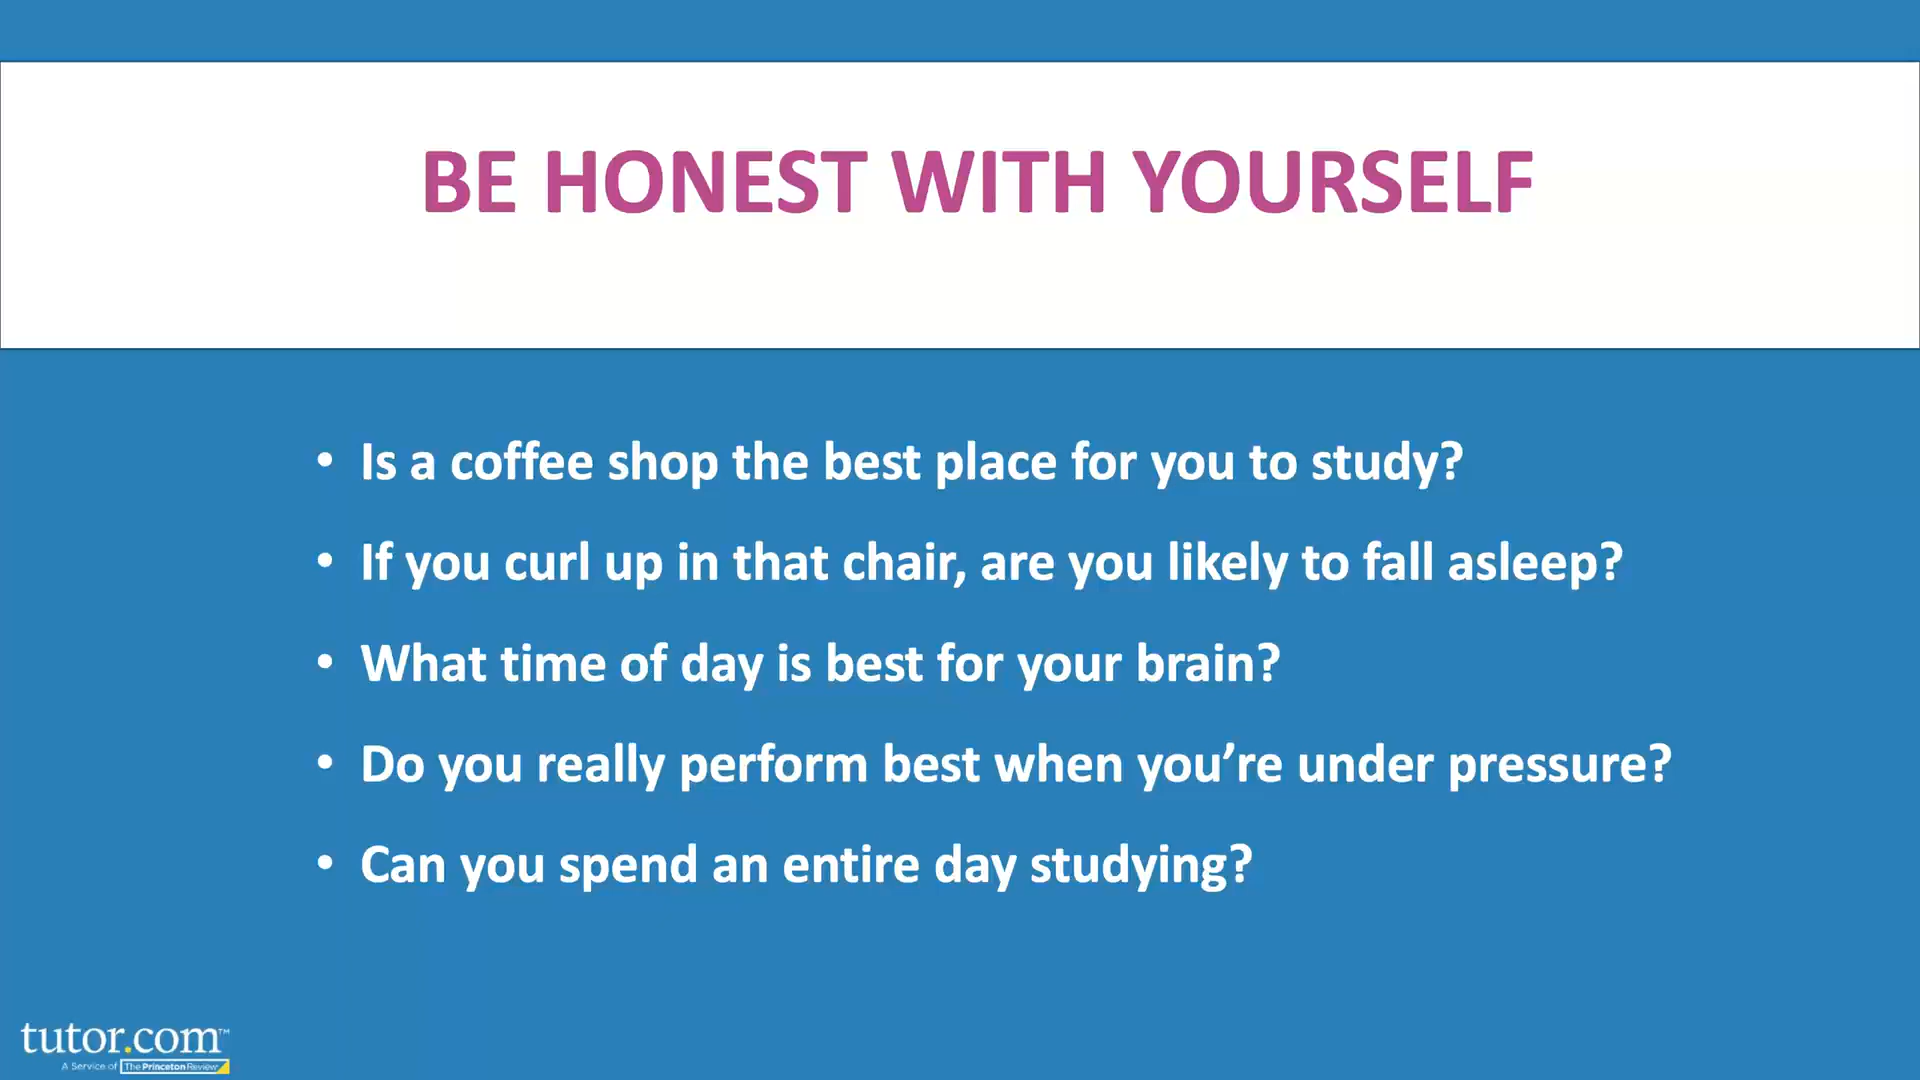 BE HONEST WITH YOURSELF
• Is a coffee shop the best place for you to study?
• If you curl up in that chair, are you likely to fall asleep?
• What time of day is best for your brain?
• Do you really perform best when you’re under pressure?
• Can you spend an entire day studying?
tutor.com™
A Service of The Princeton Review